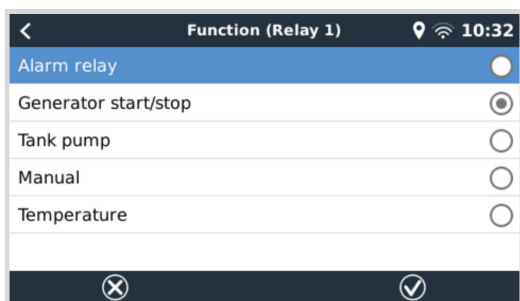 Function (Relay 1) 10:32
Alarm relay
Generator start/stop
Tank pump
Manual
Temperature